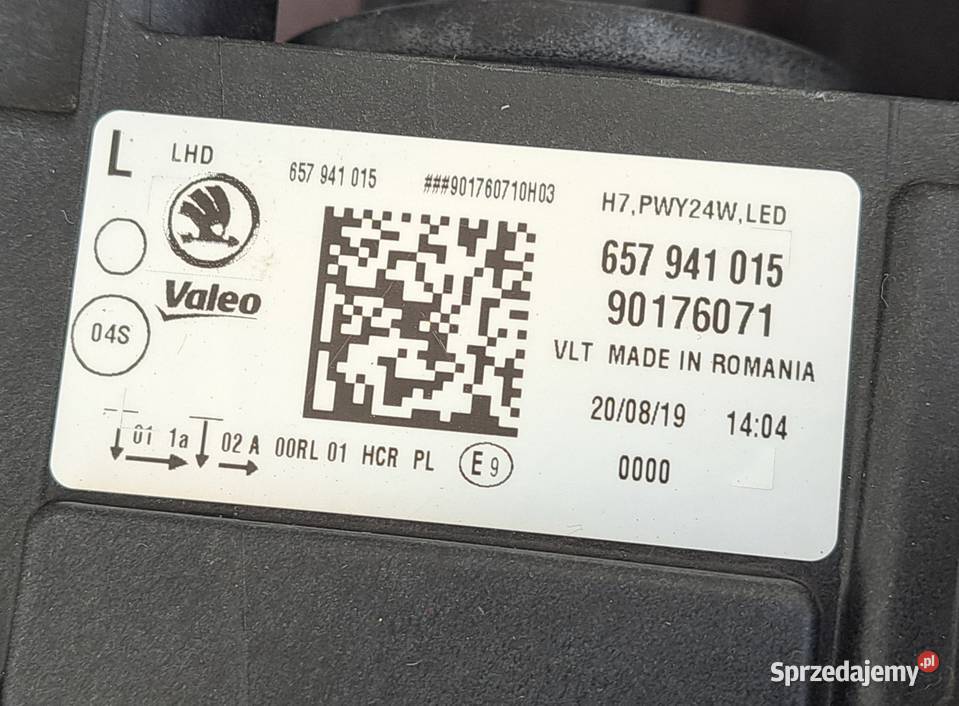 L LHD 657 941 015 ###901760710H03 H7,PWY24W,LED
Valeo
657 941 015
90176071
VLT MADE IN ROMANIA
04S
20/08/19 14:04
01 1a 02 A 00RL 01 HCR PL E9
0000
Sprzedajemy.pl